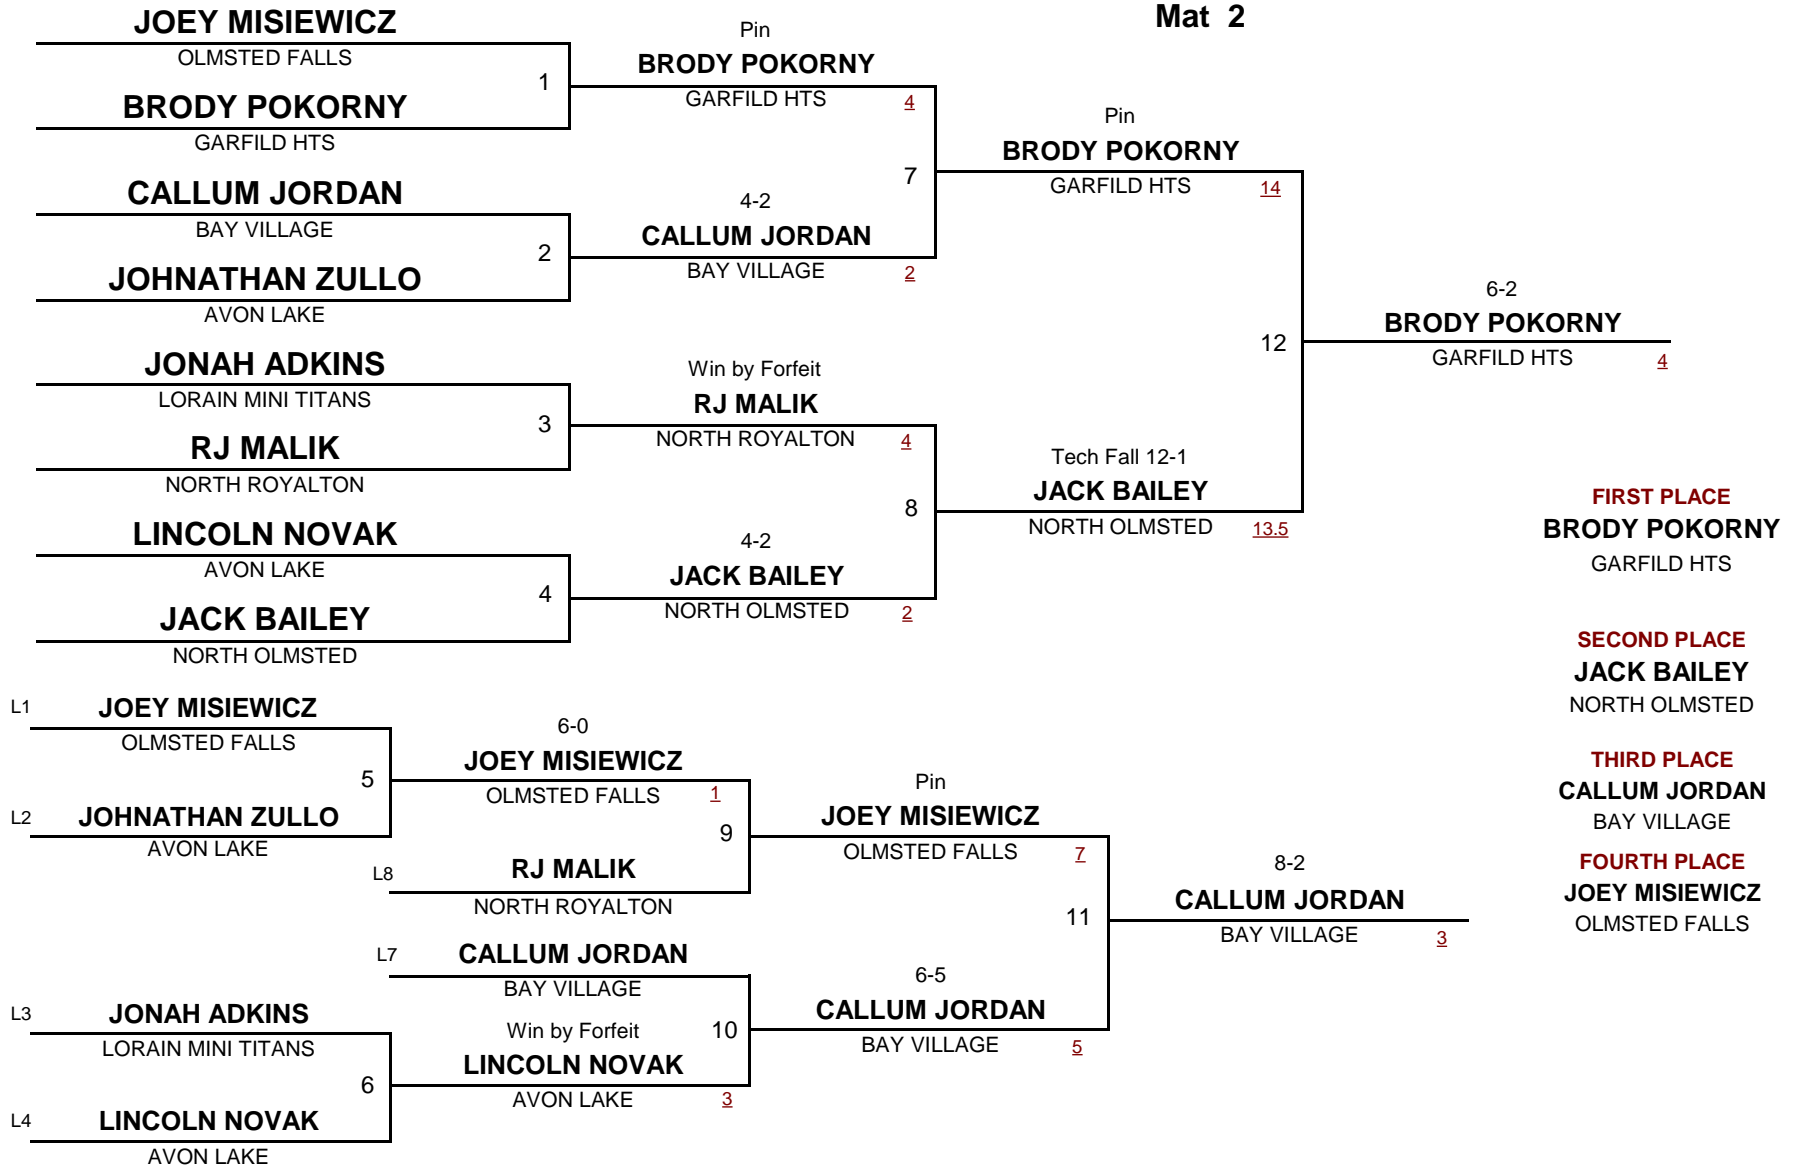 Mat 2
JOEY MISIEWICZ
OLMSTED FALLS
1
BRODY POKORNY
GARFILD HTS
Pin
BRODY POKORNY
GARFILD HTS 4
CALLUM JORDAN
BAY VILLAGE
2
JOHNATHAN ZULLO
AVON LAKE
4-2
CALLUM JORDAN
BAY VILLAGE 2
7
Pin
BRODY POKORNY
GARFILD HTS 14
JONAH ADKINS
LORAIN MINI TITANS
3
RJ MALIK
NORTH ROYALTON
Win by Forfeit
RJ MALIK
NORTH ROYALTON 4
LINCOLN NOVAK
AVON LAKE
4
JACK BAILEY
NORTH OLMSTED
4-2
JACK BAILEY
NORTH OLMSTED 2
8
Tech Fall 12-1
JACK BAILEY
NORTH OLMSTED 13.5
12
6-2
BRODY POKORNY
GARFILD HTS 4
FIRST PLACE
BRODY POKORNY
GARFILD HTS
SECOND PLACE
JACK BAILEY
NORTH OLMSTED
THIRD PLACE
CALLUM JORDAN
BAY VILLAGE
FOURTH PLACE
JOEY MISIEWICZ
OLMSTED FALLS
L1 JOEY MISIEWICZ
OLMSTED FALLS
5
L2 JOHNATHAN ZULLO
AVON LAKE
6-0
JOEY MISIEWICZ
OLMSTED FALLS 1
9
L8 RJ MALIK
NORTH ROYALTON
Pin
JOEY MISIEWICZ
OLMSTED FALLS 7
L7 CALLUM JORDAN
BAY VILLAGE
L3 JONAH ADKINS
LORAIN MINI TITANS
6
L4 LINCOLN NOVAK
AVON LAKE
Win by Forfeit 10
LINCOLN NOVAK
AVON LAKE 3
6-5
CALLUM JORDAN
BAY VILLAGE 5
11
8-2
CALLUM JORDAN
BAY VILLAGE 3